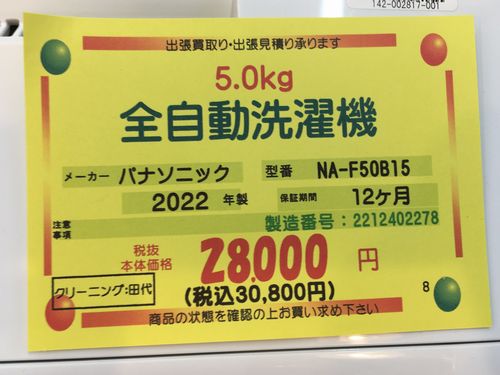 142-002817-001
出張買取り・出張見積り承ります
5.0kg
全自動洗濯機
メーカー パナソニック 型番 NA-F50B15
2022 年製 保証期間 12ヶ月
注意事項 製造番号:2212402278
税抜本体価格 28000 円
クリーニング:田代 (税込30,800円) 8
商品の状態を確認の上お買い求め下さい